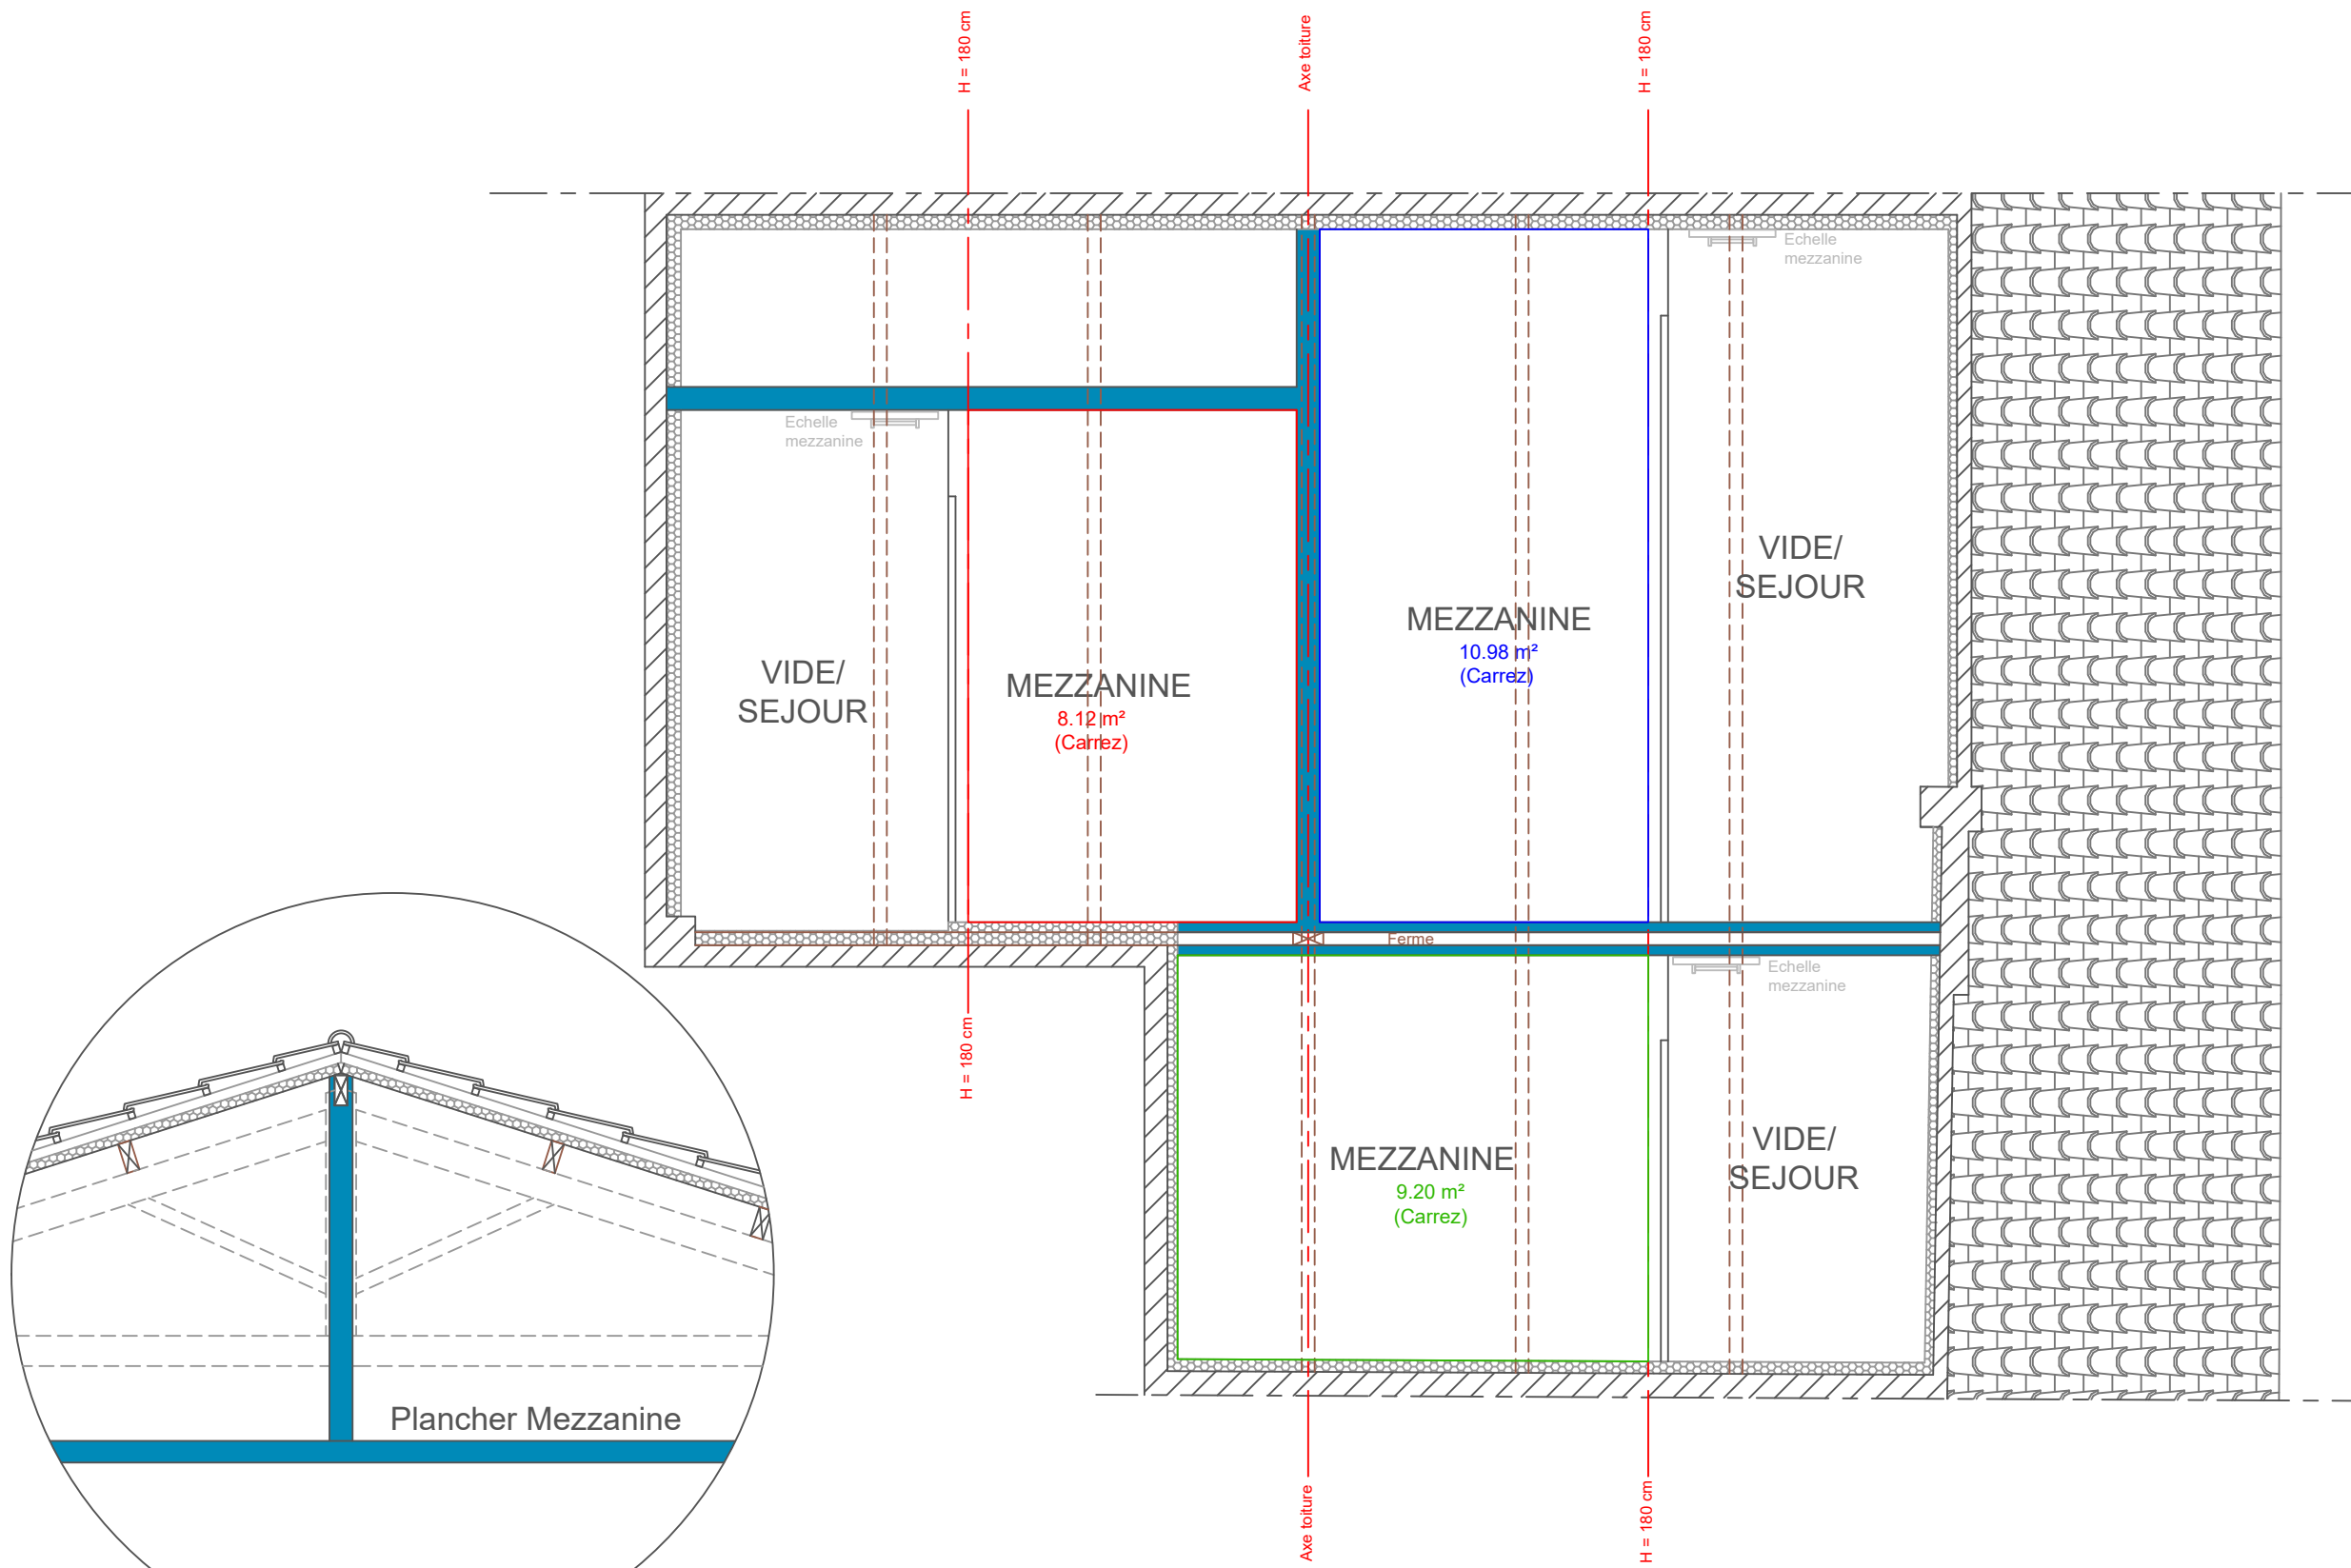 H = 180 cm
Axe toiture
H = 180 cm
Echelle
mezzanine
Echelle
mezzanine
VIDE/
SEJOUR
MEZZANINE
10.98 m²
(Carrez)
VIDE/
SEJOUR
MEZZANINE
8.12 m²
(Carrez)
Ferme
Echelle
mezzanine
H = 180 cm
VIDE/
SEJOUR
MEZZANINE
9.20 m²
(Carrez)
Plancher Mezzanine
Axe toiture
H = 180 cm